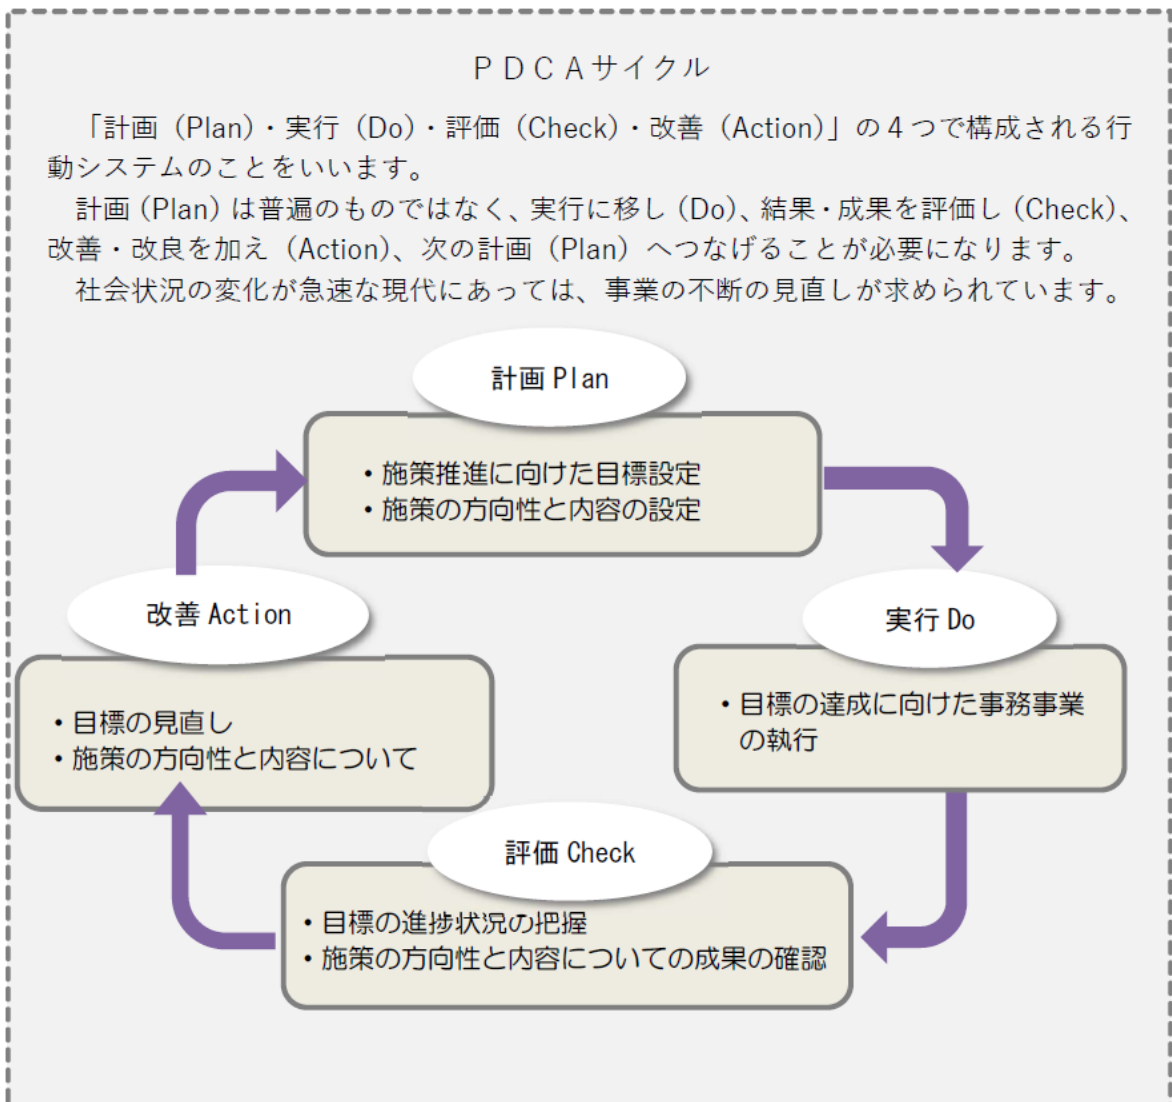 ＰＤＣＡサイクル
「計画（Plan）・実行（Do）・評価（Check）・改善（Action）」の４つで構成される行
動システムのことをいいます。
計画（Plan）は普遍のものではなく、実行に移し（Do）、結果・成果を評価し（Check）、
改善・改良を加え（Action）、次の計画（Plan）へつなげることが必要になります。
社会状況の変化が急速な現代にあっては、事業の不断の見直しが求められています。
計画 Plan
・施策推進に向けた目標設定
・施策の方向性と内容の設定
実行 Do
・目標の達成に向けた事務事業
の執行
評価 Check
・目標の進捗状況の把握
・施策の方向性と内容についての成果の確認
改善 Action
・目標の見直し
・施策の方向性と内容について